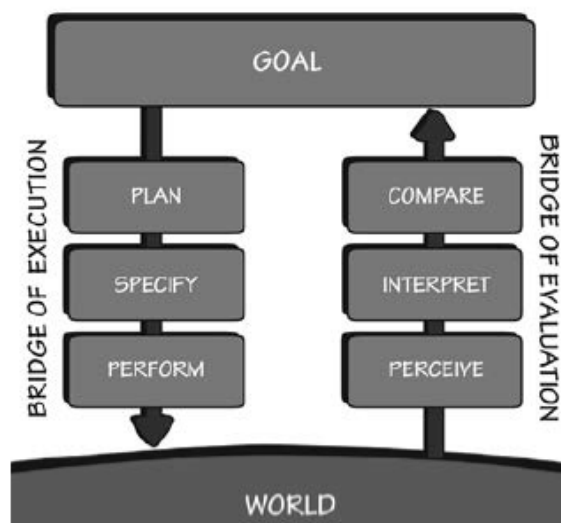 GOAL
BRIDGE OF EXECUTION
PLAN
SPECIFY
PERFORM
COMPARE
INTERPRET
PERCEIVE
BRIDGE OF EVALUATION
WORLD